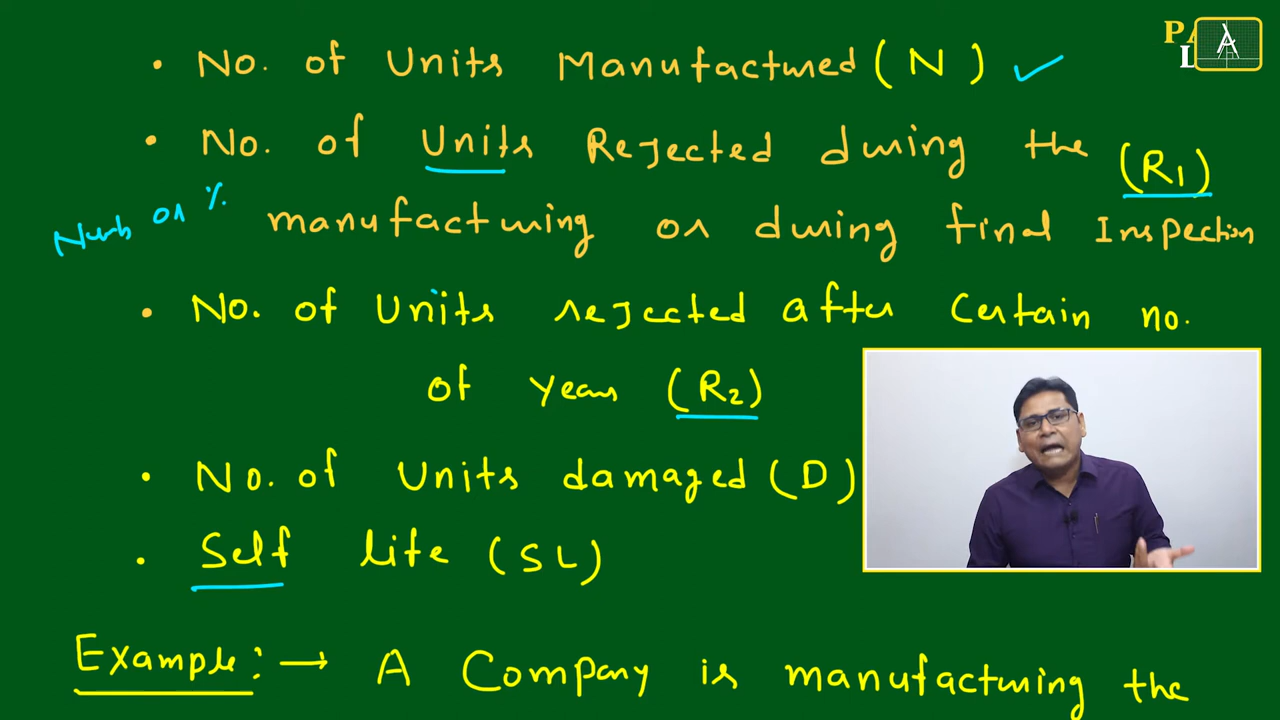 • No. of Units Manufactured (N) ✓
• No. of Units Rejected during the (R1)
Numb or %
manufacturing or during final Inspection
• No. of Units rejected after Certain no.
of years (R2)
• No. of Units damaged (D)
• Self life (SL)
Example:→ A Company is manufacturing the